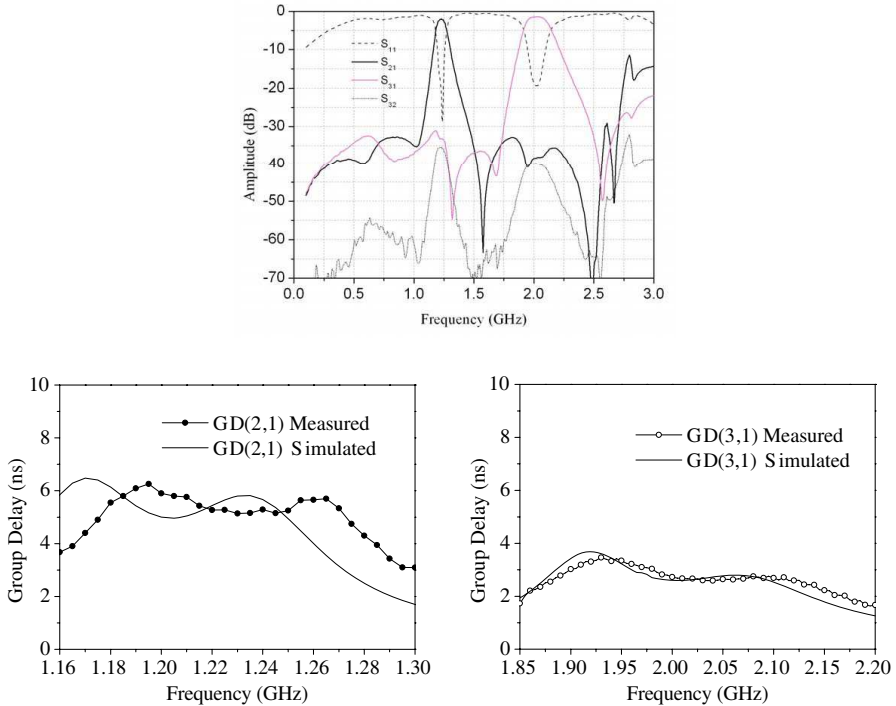 0
-10
-20
-30
-40
-50
-60
-70
Amplitude (dB)
S11
S21
S31
S32
0.0 0.5 1.0 1.5 2.0 2.5 3.0
Frequency (GHz)
10
8
6
4
2
0
Group Delay (ns)
GD(2,1) Measured
GD(2,1) Simulated
1.16 1.18 1.20 1.22 1.24 1.26 1.28 1.30
Frequency (GHz)
10
8
6
4
2
0
Group Delay (ns)
GD(3,1) Measured
GD(3,1) Simulated
1.85 1.90 1.95 2.00 2.05 2.10 2.15 2.20
Frequency (GHz)